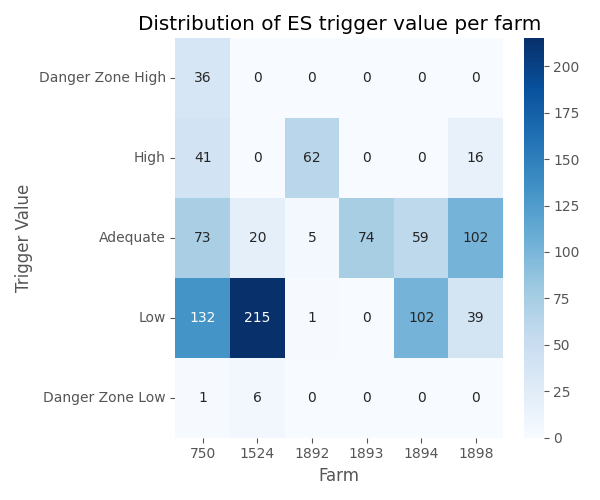 Distribution of ES trigger value per farm
Trigger Value
Danger Zone High 36 0 0 0 0 0
High 41 0 62 0 0 16
Adequate 73 20 5 74 59 102
Low 132 215 1 0 102 39
Danger Zone Low 1 6 0 0 0 0
750 1524 1892 1893 1894 1898
Farm
200
175
150
125
100
75
50
25
0